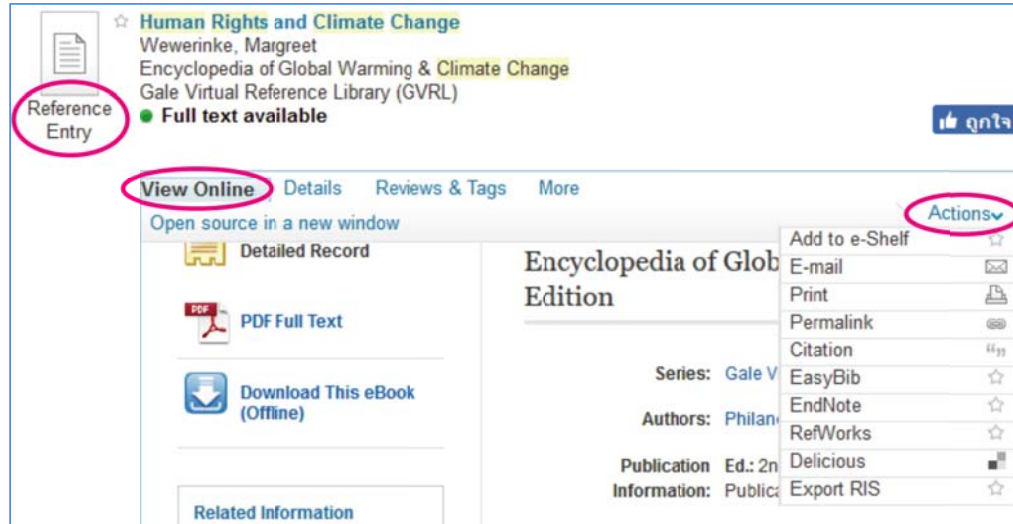 Human Rights and Climate Change
Wewerinke, Margreet
Encyclopedia of Global Warming & Climate Change
Gale Virtual Reference Library (GVRL)
Full text available
Reference
Entry
ถูกใจ
View Online Details Reviews & Tags More
Open source in a new window
Actions
Add to e-Shelf
E-mail
Print
Permalink
Citation
EasyBib
EndNote
RefWorks
Delicious
Export RIS
Detailed Record
PDF
PDF Full Text
Download This eBook
(Offline)
Related Information
Encyclopedia of Glob
Edition
Series: Gale V
Authors: Philan
Publication Ed.: 2n
Information: Publica